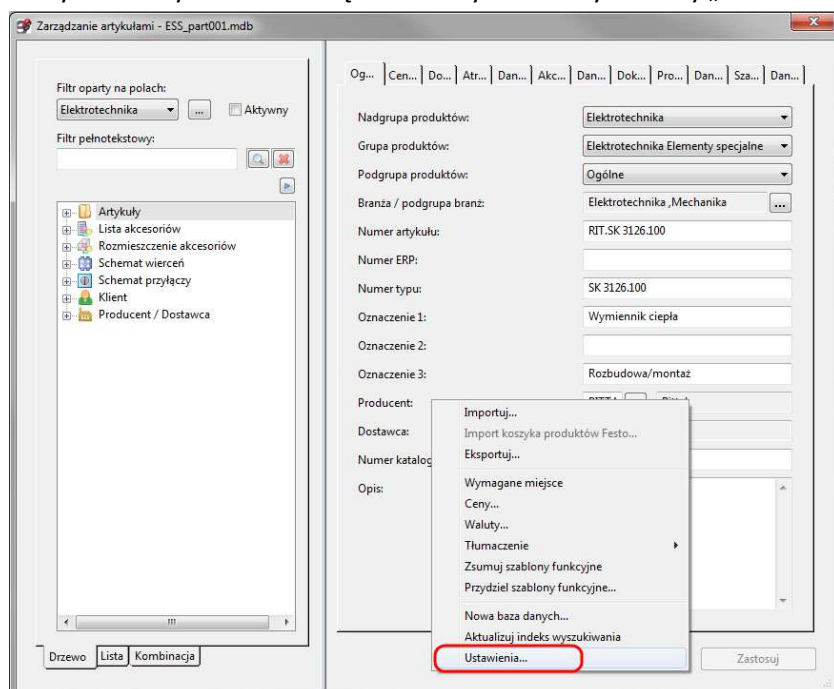 Zarządzanie artykułami - ESS_part001.mdb
Filtr oparty na polach:
Elektrotechnika ... Aktywny
Filtr pełnotekstowy:
Artykuły
Lista akcesoriów
Rozmieszczenie akcesoriów
Schemat wierceń
Schemat przyłączy
Klient
Producent / Dostawca
Drzewo Lista Kombinacja
Og... Cen... Do... Atr... Dan... Akc... Dan... Dok... Pro... Dan... Sza... Dan...
Nadgrupa produktów: Elektrotechnika
Grupa produktów: Elektrotechnika Elementy specjalne
Podgrupa produktów: Ogólne
Branża / podgrupa branż: Elektrotechnika ,Mechanika ...
Numer artykułu: RIT.SK 3126.100
Numer ERP:
Numer typu: SK 3126.100
Oznaczenie 1: Wymiennik ciepła
Oznaczenie 2:
Oznaczenie 3: Rozbudowa/montaż
Producent:
Dostawca:
Numer katalog
Opis:
Importuj...
Import koszyka produktów Festo...
Eksportuj...
Wymagane miejsce
Ceny...
Waluty...
Tłumaczenie
Zsumuj szablony funkcyjne
Przydziel szablony funkcyjne...
Nowa baza danych...
Aktualizuj indeks wyszukiwania
Ustawienia...
Zastosuj